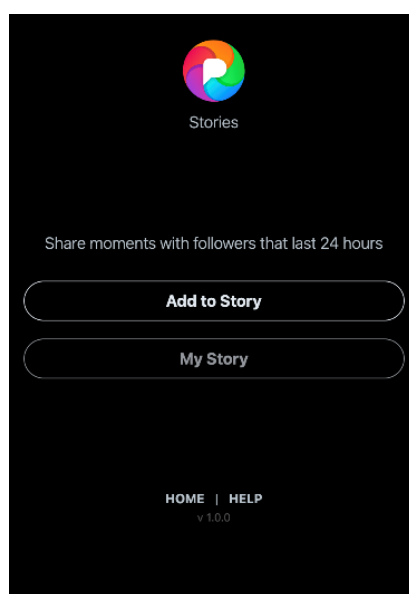 Stories
Share moments with followers that last 24 hours
Add to Story
My Story
HOME | HELP
v 1.0.0